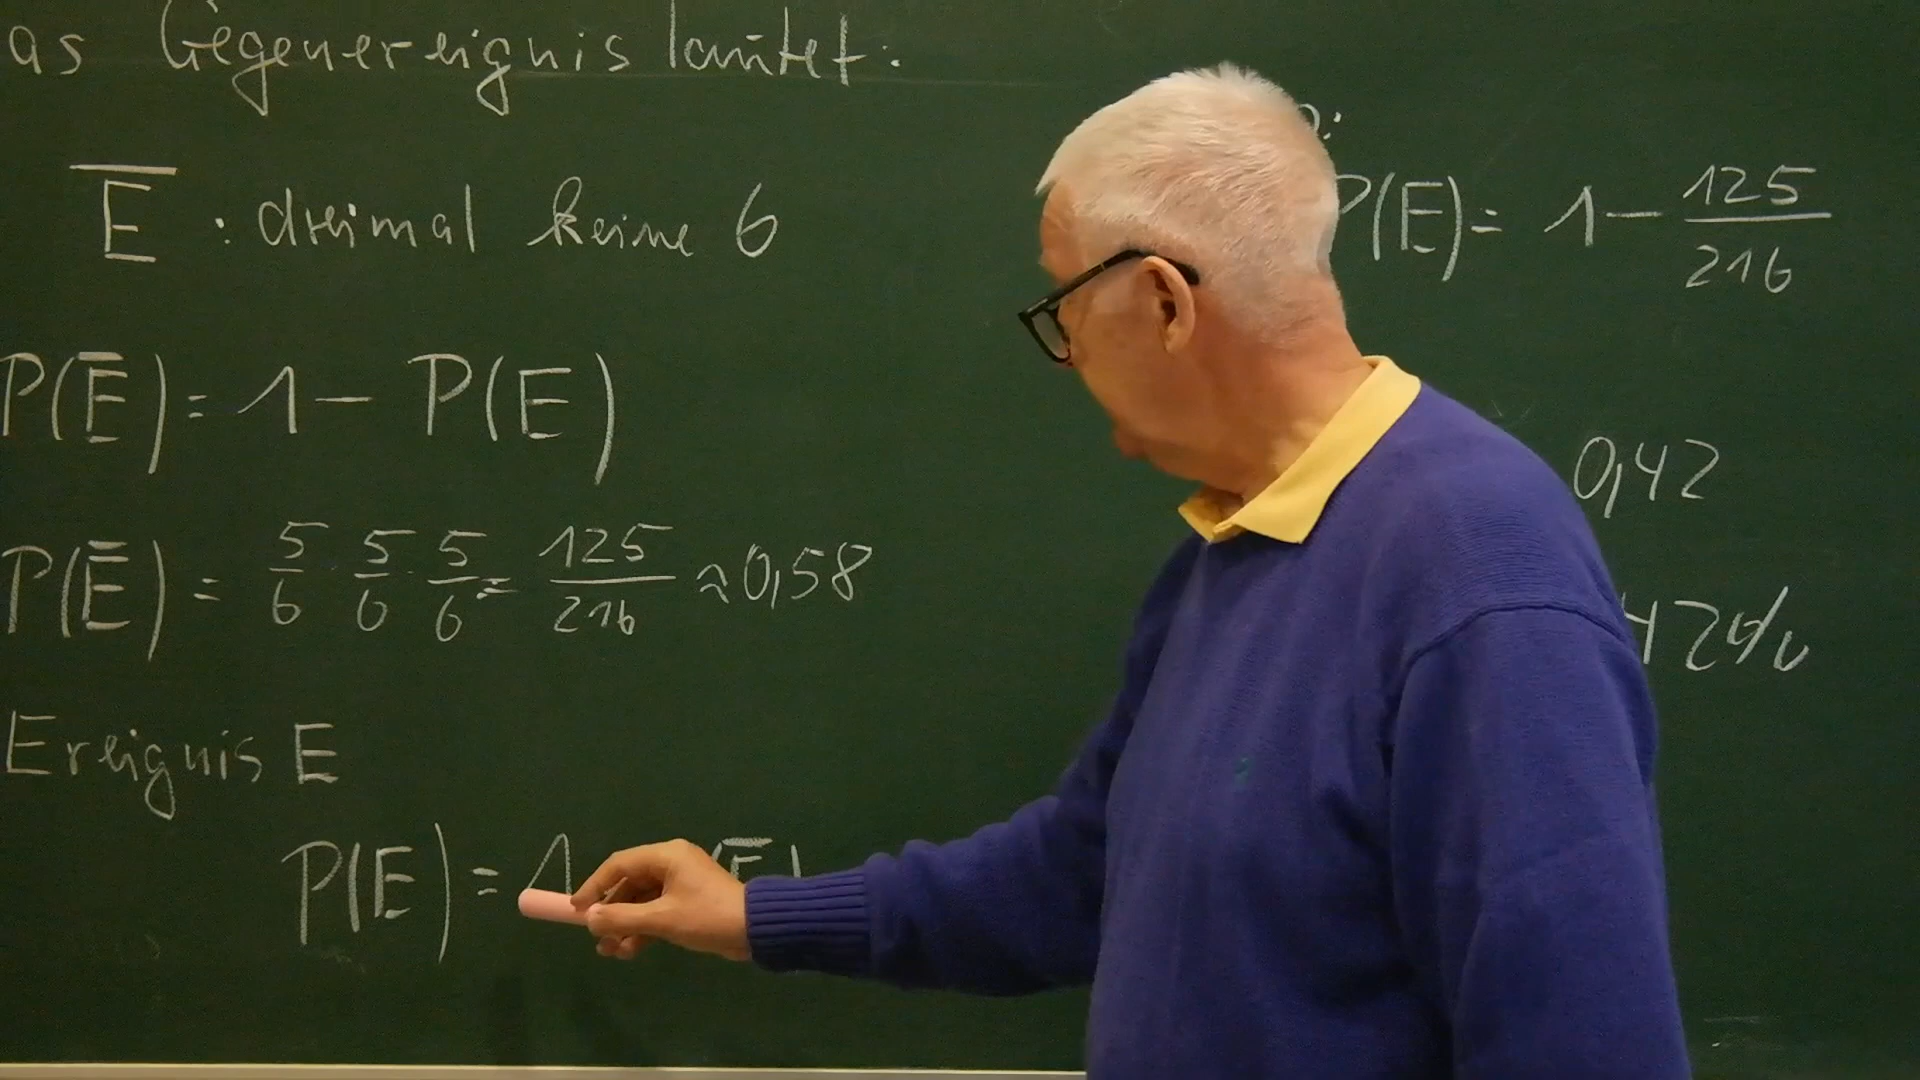 as Gegenereignis lautet:
E̅ : dreimal keine 6
P(E̅) = 1 – P(E)
P(E̅) = 5/6 · 5/6 · 5/6 = 125/216 ≈ 0,58
Ereignis E
P(E) = 1 (E̅)
:
P(E) = 1 – 125/216
0,42
42%